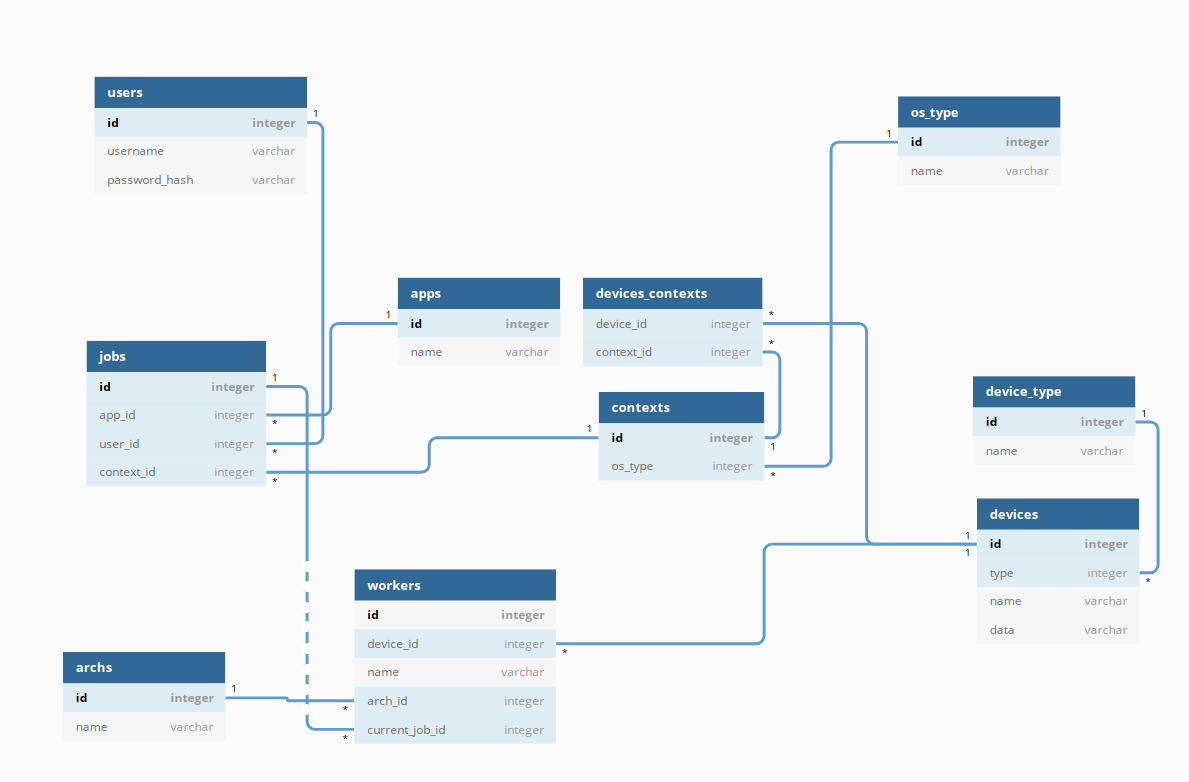 users
id integer
username varchar
password_hash varchar
1
os_type
id integer
name varchar
1
apps
id integer
name varchar
1
devices_contexts
device_id integer
context_id integer
*
*
jobs
id integer
app_id integer
user_id integer
context_id integer
1
*
*
*
contexts
id integer
os_type integer
1
1
*
device_type
id integer
name varchar
1
devices
id integer
type integer
name varchar
data varchar
1
1
*
workers
id integer
device_id integer
name varchar
arch_id integer
current_job_id integer
*
*
*
archs
id integer
name varchar
1